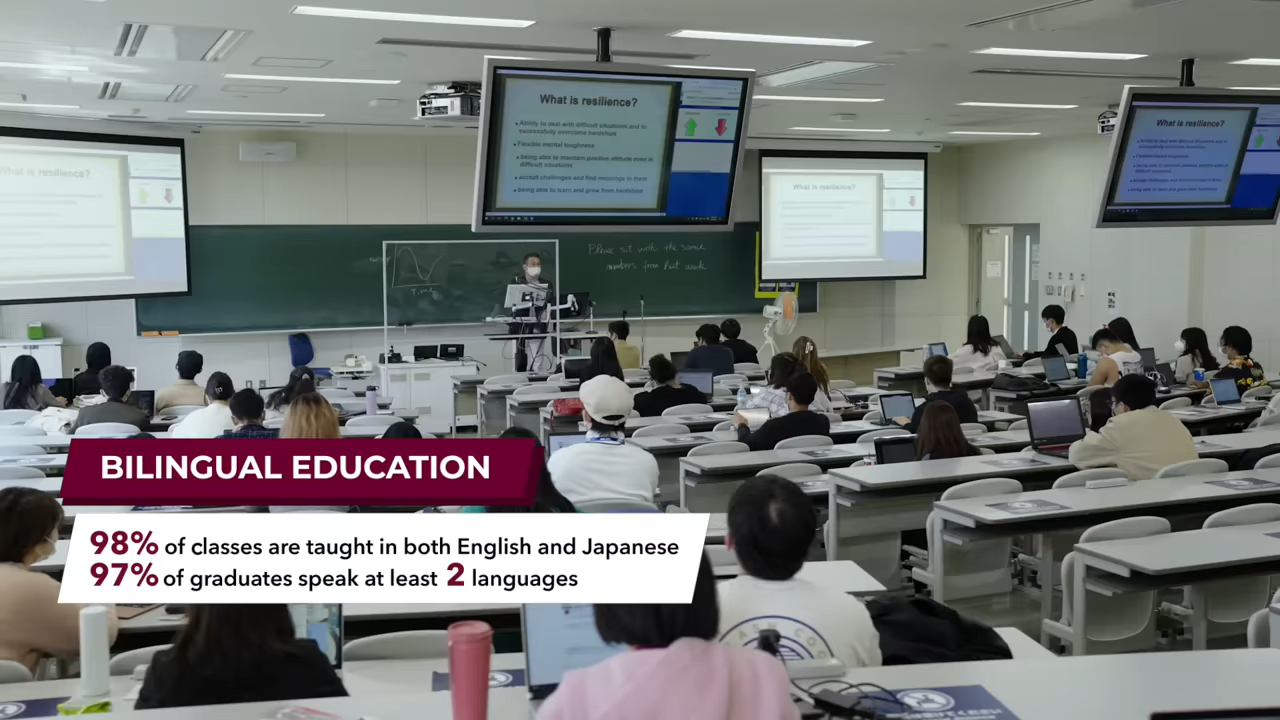 What is resilience?
Ability to deal with difficult situations and to
successfully overcome hardships
Flexible mental toughness
being able to maintain positive attitude even in
difficult situations
accept challenges and find meanings in them
being able to learn and grow from hardships
What is resilience?
What is resilience?
What is resilience?
Please sit with the same
numbers from last week
Time
BILINGUAL EDUCATION
98% of classes are taught in both English and Japanese
97% of graduates speak at least 2 languages